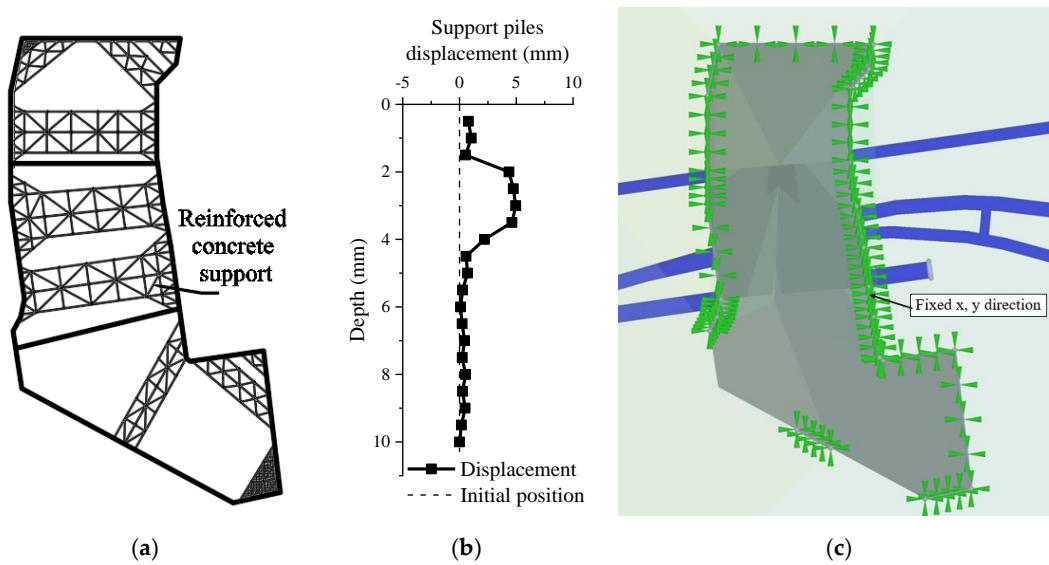 Reinforced
concrete
support
(a)
Support piles
displacement (mm)
-5 0 5 10
0
2
4
6
8
10
Depth (mm)
Displacement
Initial position
(b)
Fixed x, y direction
(c)